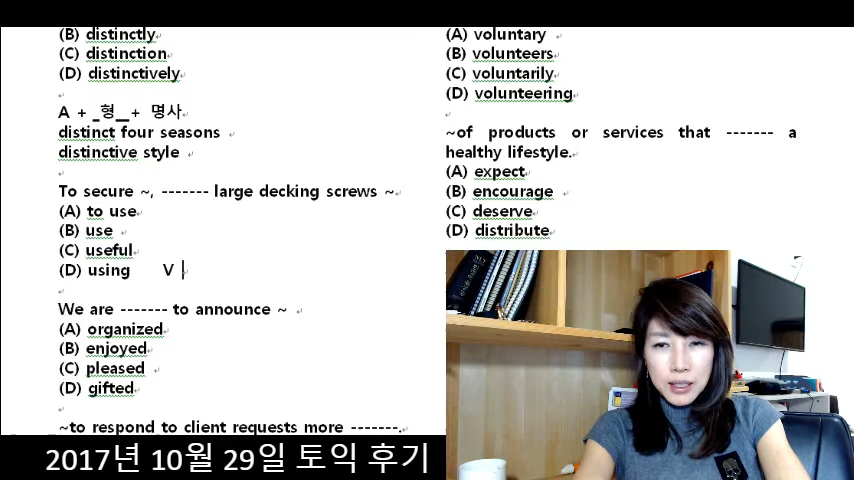 (B) distinctly
(C) distinction
(D) distinctively
A + _형__+ 명사
distinct four seasons
distinctive style
To secure ~, ------- large decking screws ~
(A) to use
(B) use
(C) useful
(D) using V
We are ------- to announce ~
(A) organized
(B) enjoyed
(C) pleased
(D) gifted
~to respond to client requests more -------.
(A) voluntary
(B) volunteers
(C) voluntarily
(D) volunteering
~of products or services that ------- a
healthy lifestyle.
(A) expect
(B) encourage
(C) deserve
(D) distribute
2017년 10월 29일 토익 후기